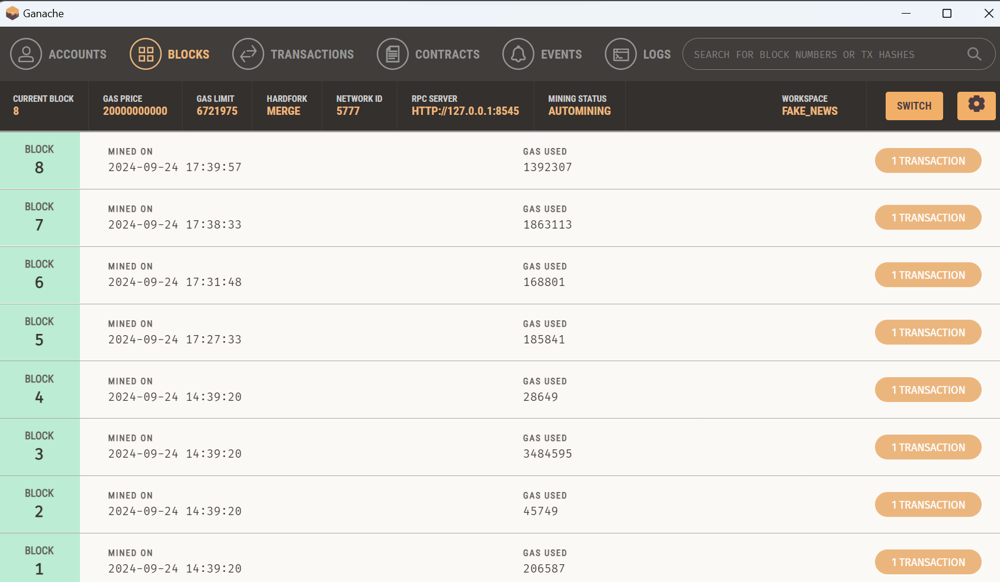 Ganache
ACCOUNTS BLOCKS TRANSACTIONS CONTRACTS EVENTS LOGS SEARCH FOR BLOCK NUMBERS OR TX HASHES
CURRENT BLOCK GAS PRICE GAS LIMIT HARDFORK NETWORK ID RPC SERVER MINING STATUS WORKSPACE
8 20000000000 6721975 MERGE 5777 HTTP://127.0.0.1:8545 AUTOMINING FAKE_NEWS SWITCH
BLOCK MINED ON GAS USED
8 2024-09-24 17:39:57 1392307 1 TRANSACTION
BLOCK MINED ON GAS USED
7 2024-09-24 17:38:33 1863113 1 TRANSACTION
BLOCK MINED ON GAS USED
6 2024-09-24 17:31:48 168801 1 TRANSACTION
BLOCK MINED ON GAS USED
5 2024-09-24 17:27:33 185841 1 TRANSACTION
BLOCK MINED ON GAS USED
4 2024-09-24 14:39:20 28649 1 TRANSACTION
BLOCK MINED ON GAS USED
3 2024-09-24 14:39:20 3484595 1 TRANSACTION
BLOCK MINED ON GAS USED
2 2024-09-24 14:39:20 45749 1 TRANSACTION
BLOCK MINED ON GAS USED
1 2024-09-24 14:39:20 206587 1 TRANSACTION